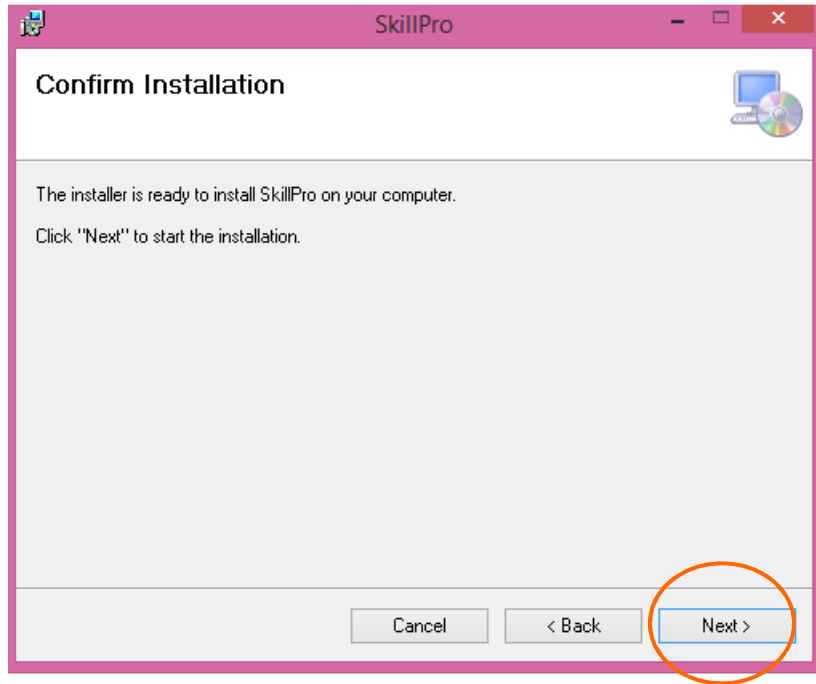 SkillPro
Confirm Installation
The installer is ready to install SkillPro on your computer.
Click "Next" to start the installation.
Cancel
< Back
Next >